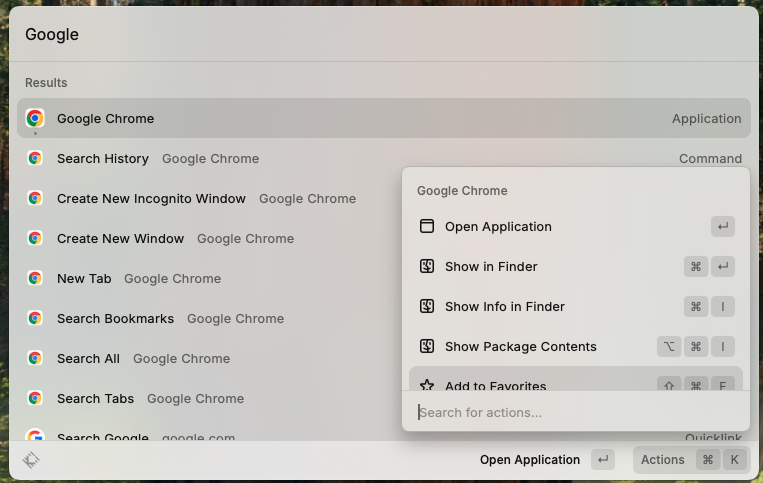 Google
Results
Google Chrome Application
Search History Google Chrome Command
Create New Incognito Window Google Chrome
Create New Window Google Chrome
New Tab Google Chrome
Search Bookmarks Google Chrome
Search All Google Chrome
Search Tabs Google Chrome
Search Google google.com Quicklink
Google Chrome
Open Application ↵
Show in Finder ⌘ ↵
Show Info in Finder ⌘ I
Show Package Contents ⌥ ⌘ I
Add to Favorites ⇧ ⌘ F
Search for actions...
Open Application ↵ Actions ⌘ K